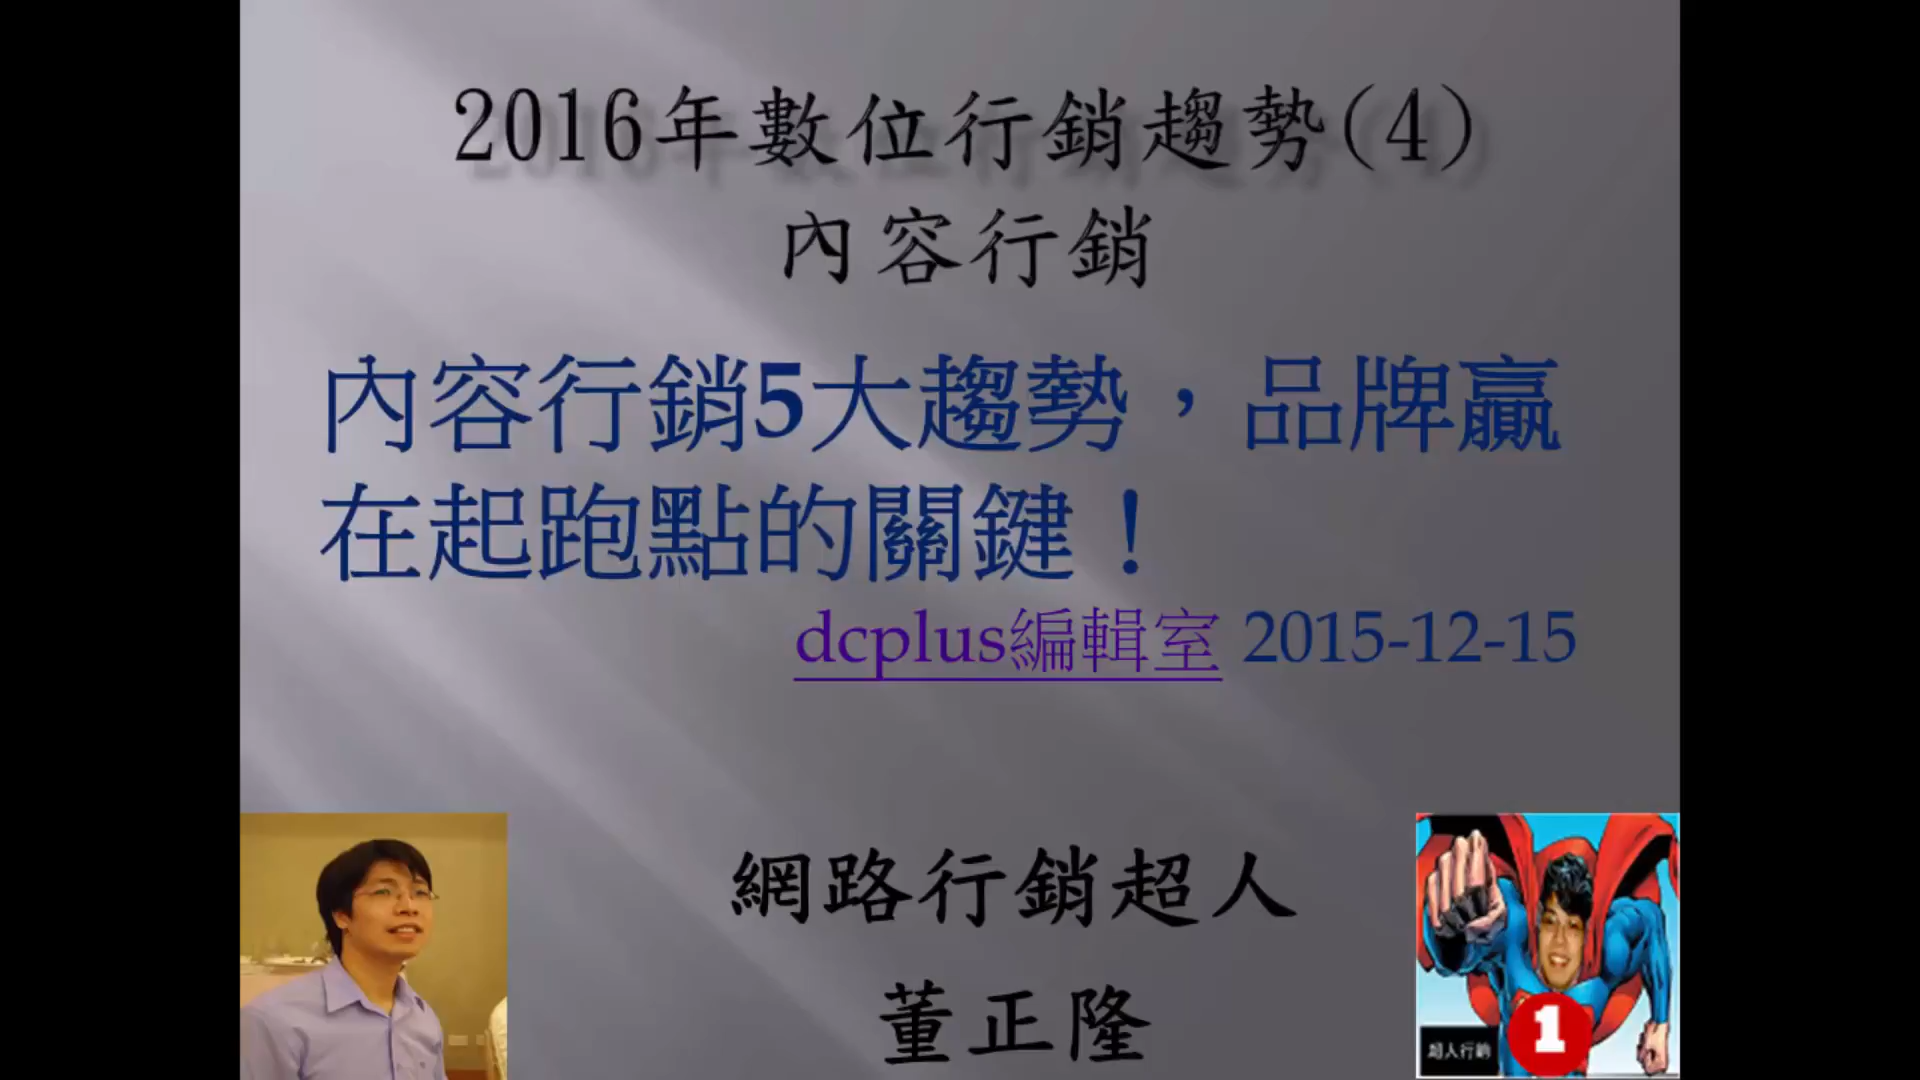 2016年數位行銷趨勢(4)
內容行銷
內容行銷5大趨勢，品牌贏
在起跑點的關鍵！
dcplus編輯室 2015-12-15
網路行銷超人
董正隆
超人行銷
1